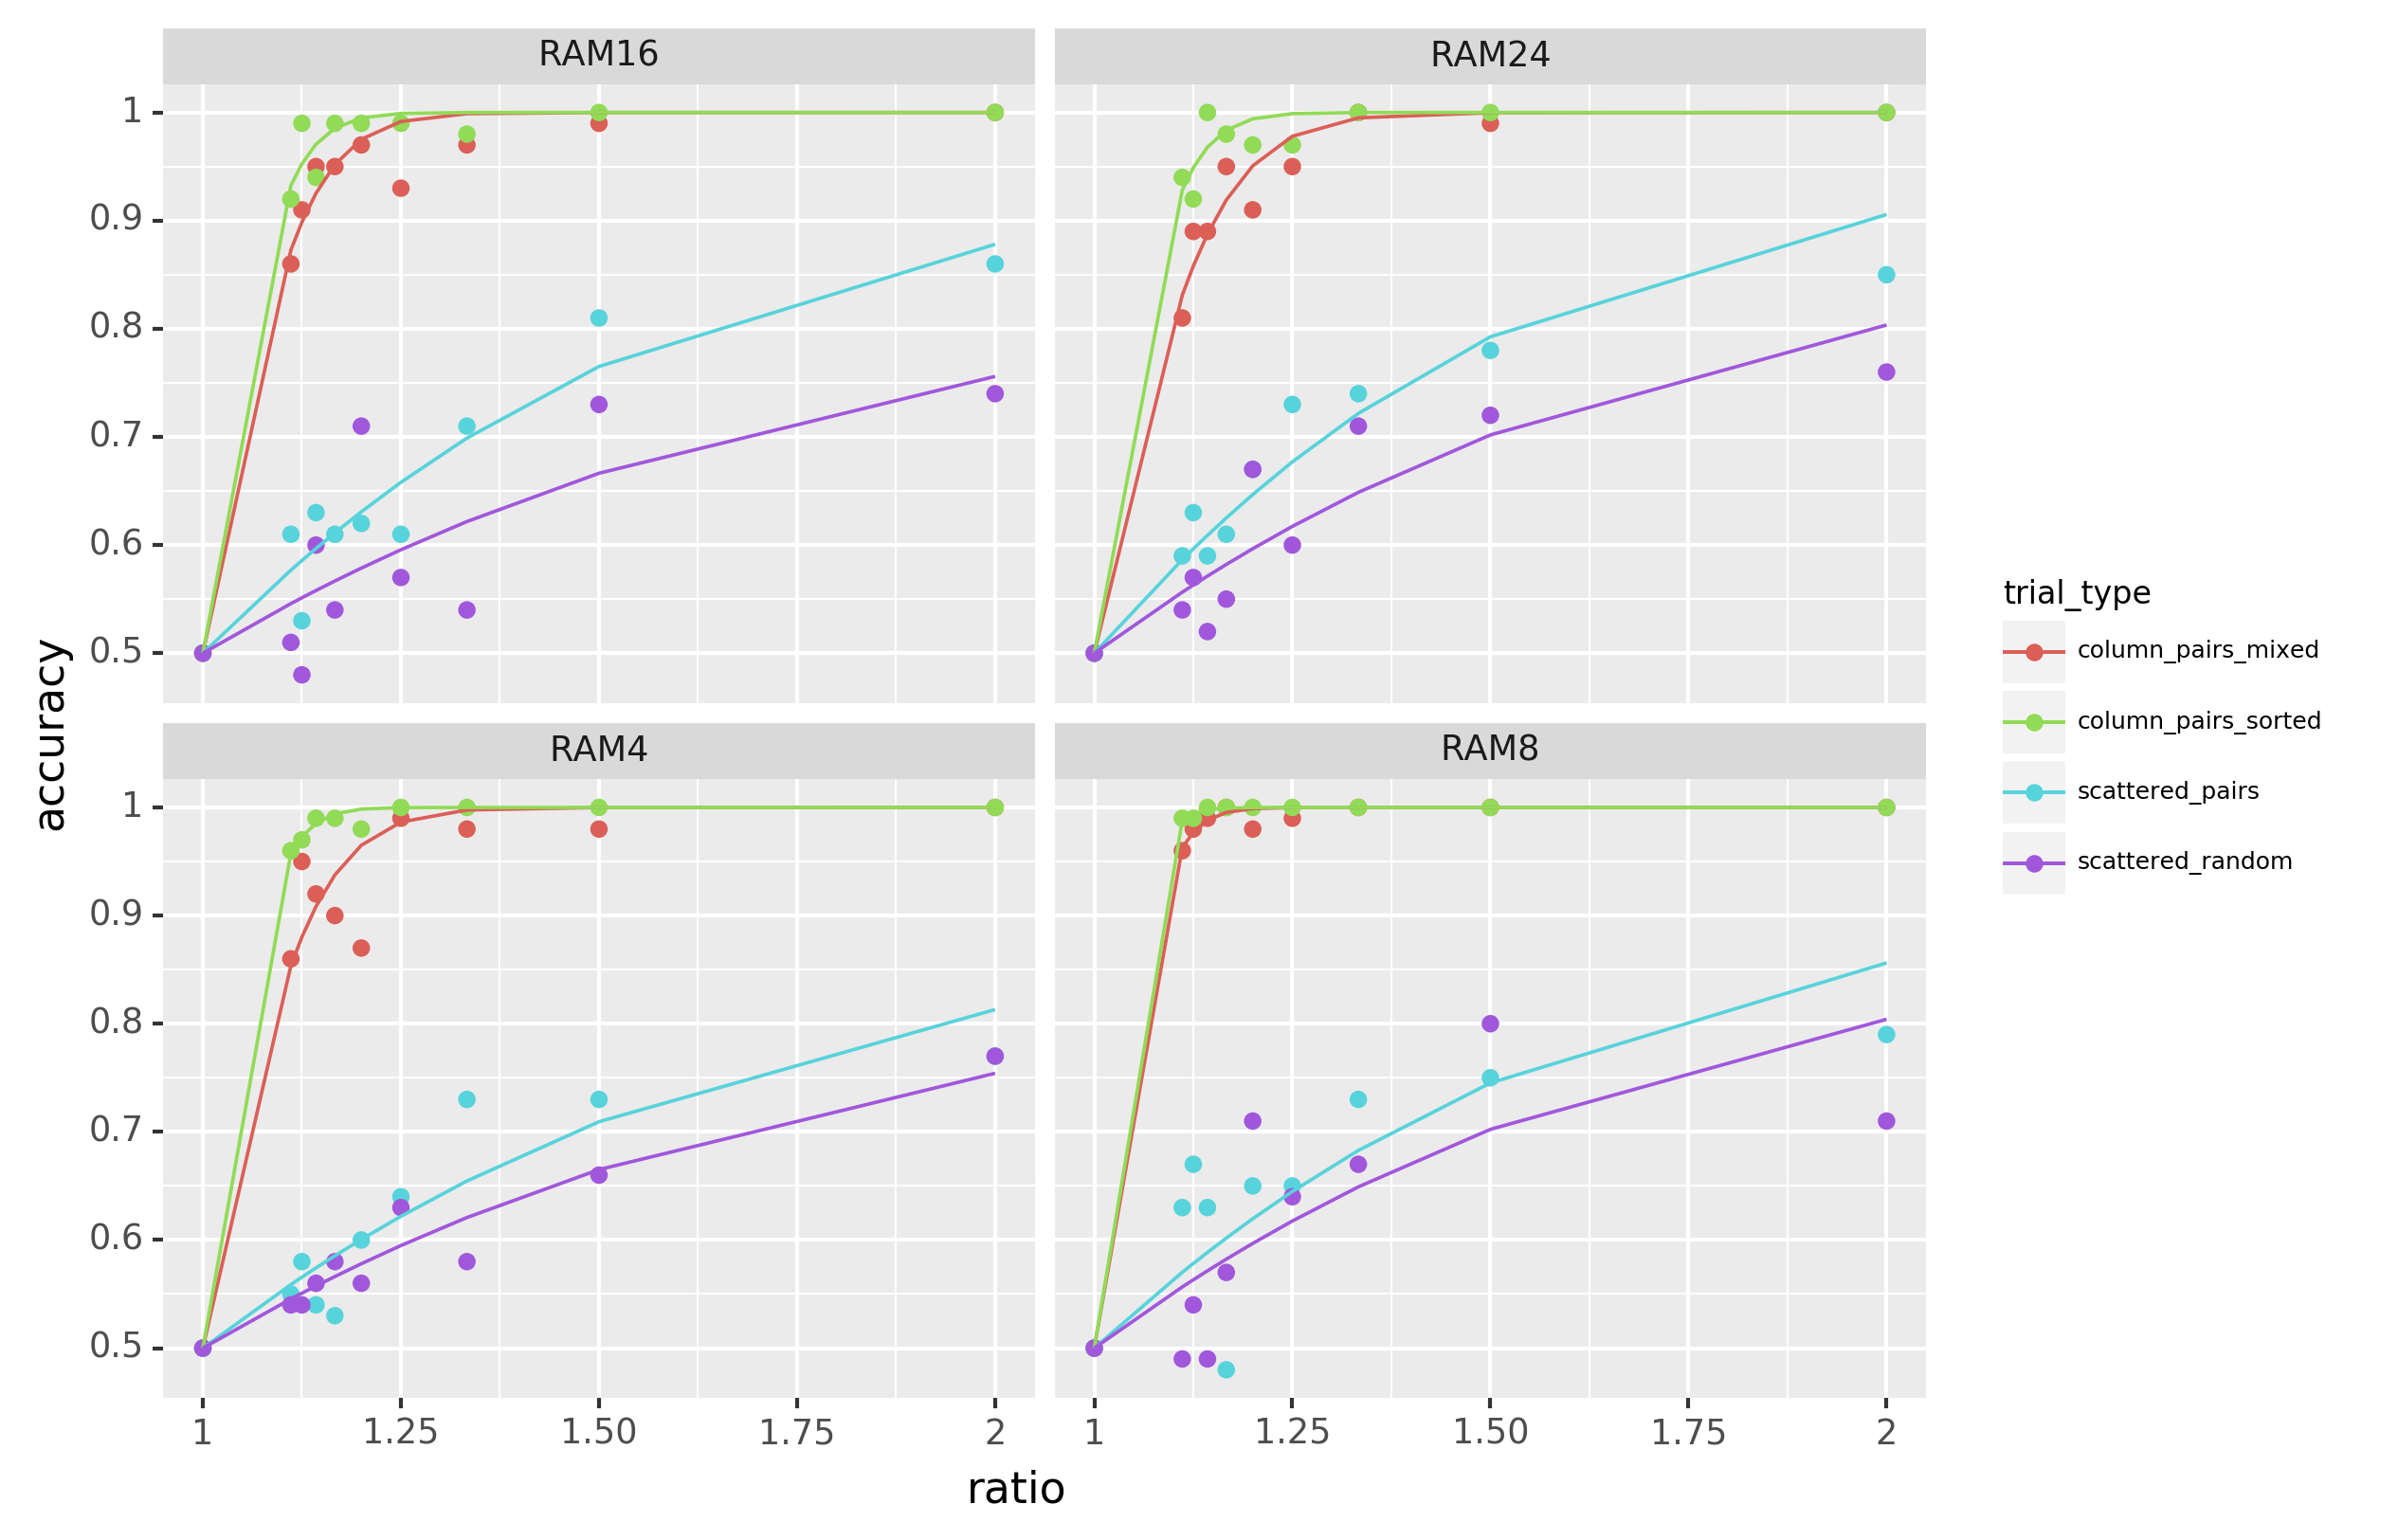 RAM16
RAM24
1
0.9
0.8
0.7
0.6
0.5
RAM4
RAM8
1
0.9
0.8
0.7
0.6
0.5
1 1.25 1.50 1.75 2
1 1.25 1.50 1.75 2
accuracy
ratio
trial_type
column_pairs_mixed
column_pairs_sorted
scattered_pairs
scattered_random